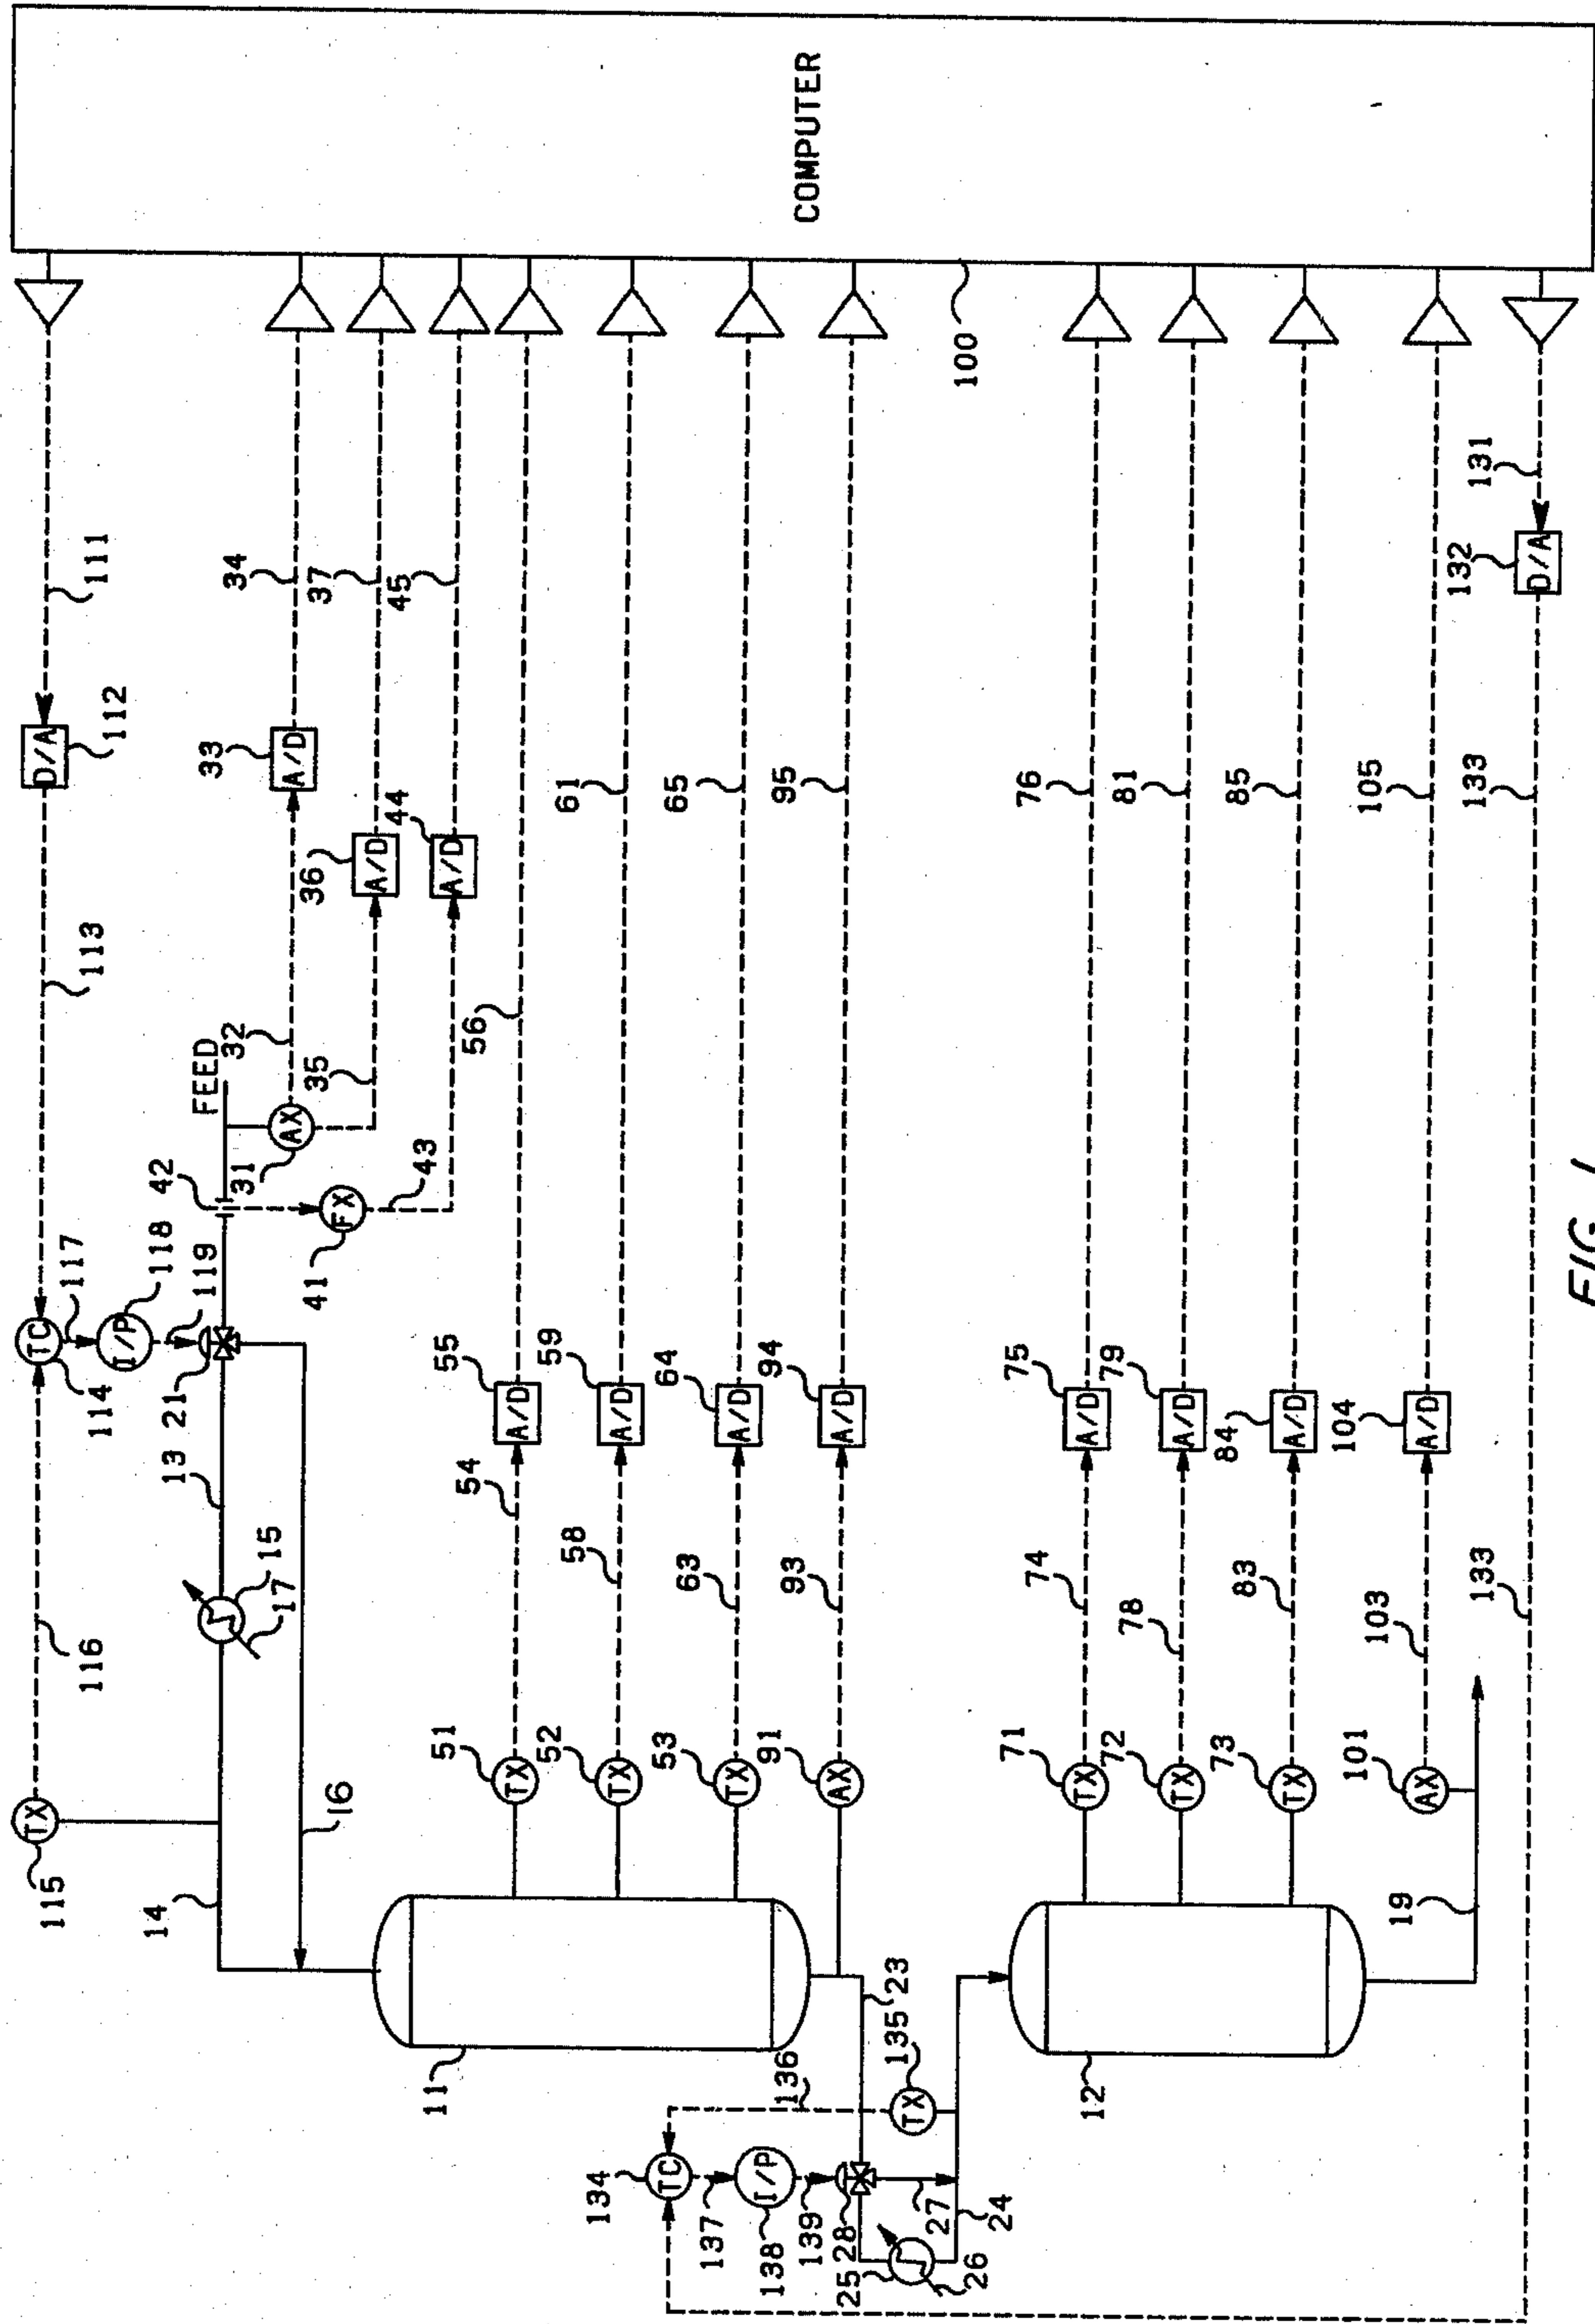 COMPUTER
100
111
D/A
112
113
TC
114
117
I/P
118
119
21
116
TX
115
FEED
42
31
AX
32
33
A/D
34
35
36
A/D
37
41
FX
43
44
A/D
45
13
15
17
14
16
11
51
TX
54
55
A/D
56
52
TX
58
59
A/D
61
53
TX
63
64
A/D
65
91
AX
93
94
A/D
95
23
135
TX
136
134
TC
137
I/P
138
139
28
25
26
27
24
12
71
TX
74
75
A/D
76
72
TX
78
79
A/D
81
73
TX
83
84
A/D
85
101
AX
103
104
A/D
105
19
133
133
132
D/A
131
FIG. 1